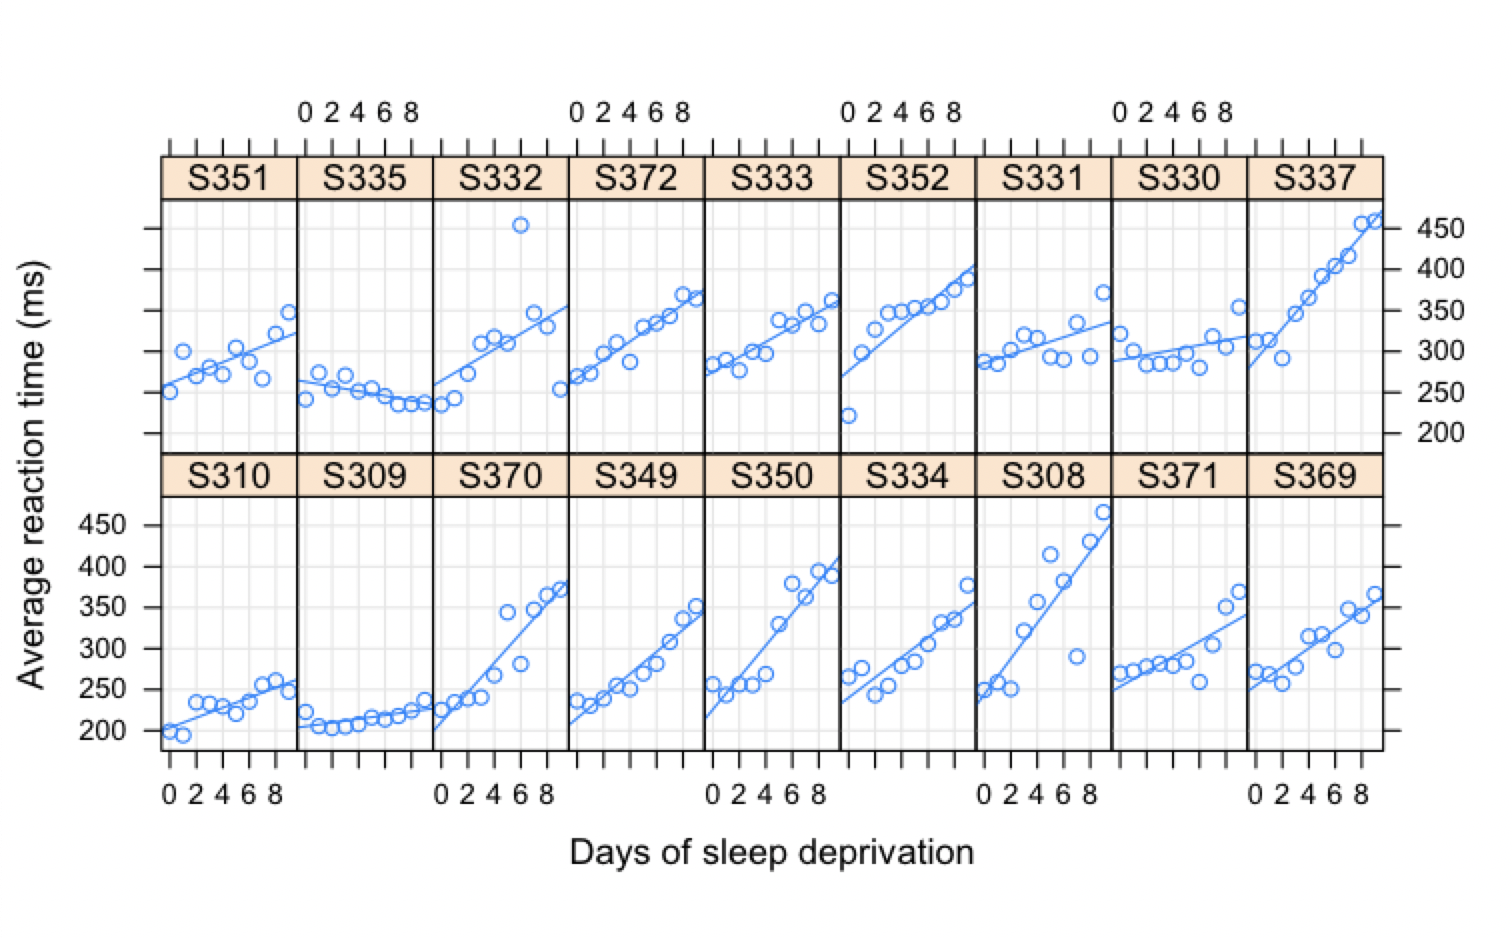 0 2 4 6 8 0 2 4 6 8 0 2 4 6 8 0 2 4 6 8
S351 S335 S332 S372 S333 S352 S331 S330 S337
450
400
350
300
250
200
Average reaction time (ms)
S310 S309 S370 S349 S350 S334 S308 S371 S369
450
400
350
300
250
200
0 2 4 6 8 0 2 4 6 8 0 2 4 6 8 0 2 4 6 8 0 2 4 6 8
Days of sleep deprivation